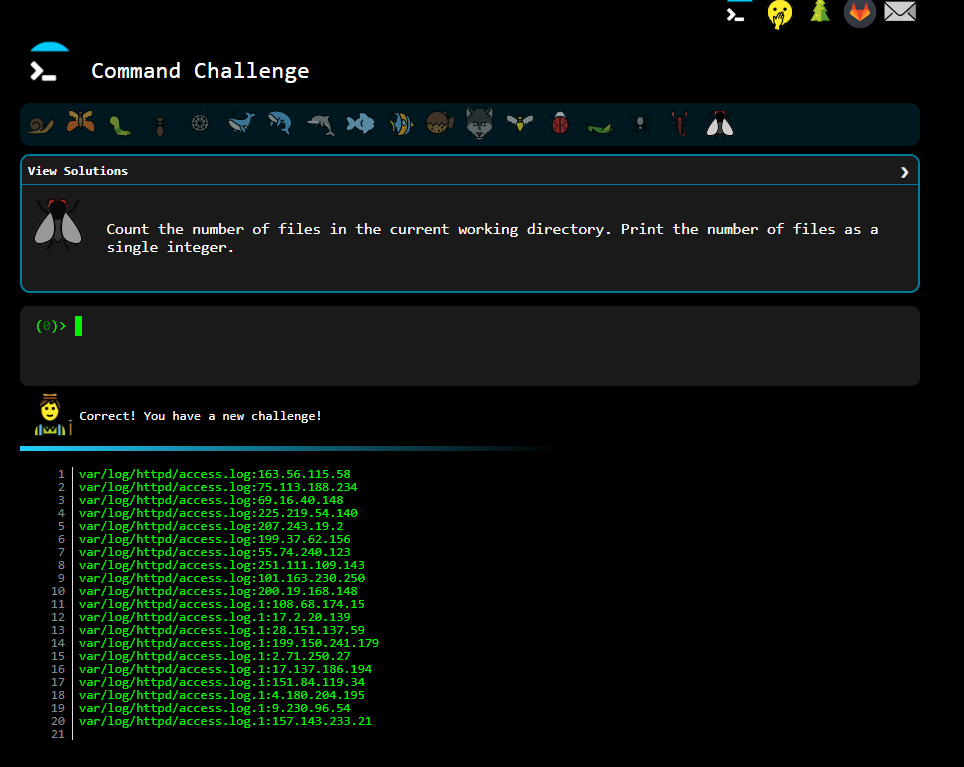 Command Challenge
View Solutions
Count the number of files in the current working directory. Print the number of files as a
single integer.
(0)>
Correct! You have a new challenge!
1 var/log/httpd/access.log:163.56.115.58
2 var/log/httpd/access.log:75.113.188.234
3 var/log/httpd/access.log:69.16.40.148
4 var/log/httpd/access.log:225.219.54.140
5 var/log/httpd/access.log:207.243.19.2
6 var/log/httpd/access.log:199.37.62.156
7 var/log/httpd/access.log:55.74.240.123
8 var/log/httpd/access.log:251.111.109.143
9 var/log/httpd/access.log:101.163.230.250
10 var/log/httpd/access.log:200.19.168.148
11 var/log/httpd/access.log.1:108.68.174.15
12 var/log/httpd/access.log.1:17.2.20.139
13 var/log/httpd/access.log.1:28.151.137.59
14 var/log/httpd/access.log.1:199.150.241.179
15 var/log/httpd/access.log.1:2.71.250.27
16 var/log/httpd/access.log.1:17.137.186.194
17 var/log/httpd/access.log.1:151.84.119.34
18 var/log/httpd/access.log.1:4.180.204.195
19 var/log/httpd/access.log.1:9.230.96.54
20 var/log/httpd/access.log.1:157.143.233.21
21